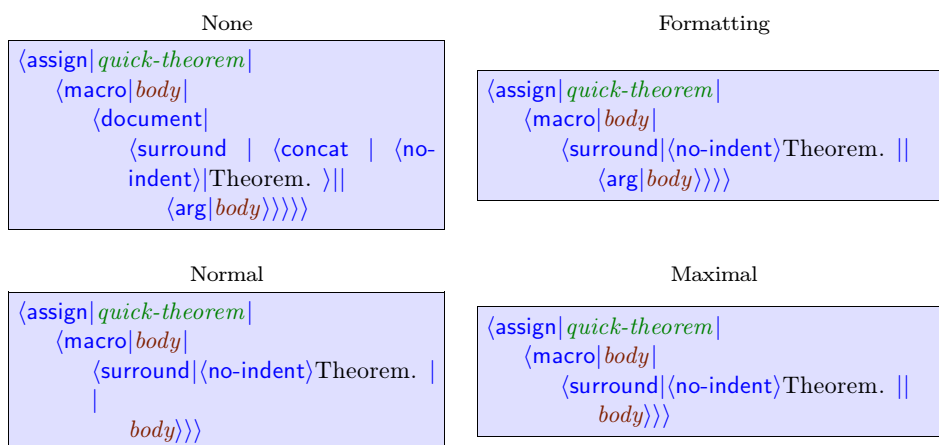 None
⟨assign|quick-theorem|
⟨macro|body|
⟨document|
⟨surround | ⟨concat | ⟨no-
indent⟩|Theorem. ⟩||
⟨arg|body⟩⟩⟩⟩⟩
Formatting
⟨assign|quick-theorem|
⟨macro|body|
⟨surround|⟨no-indent⟩Theorem. ||
⟨arg|body⟩⟩⟩⟩
Normal
⟨assign|quick-theorem|
⟨macro|body|
⟨surround|⟨no-indent⟩Theorem. |
|
body⟩⟩⟩
Maximal
⟨assign|quick-theorem|
⟨macro|body|
⟨surround|⟨no-indent⟩Theorem. ||
body⟩⟩⟩